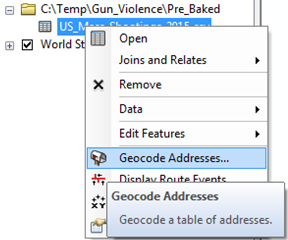 C:\Temp\Gun_Violence\Pre_Baked
US_Mass_Shootings_2015.csv
World St
Open
Joins and Relates
Remove
Data
Edit Features
Geocode Addresses...
Display Route Events
Geocode Addresses
Geocode a table of addresses.